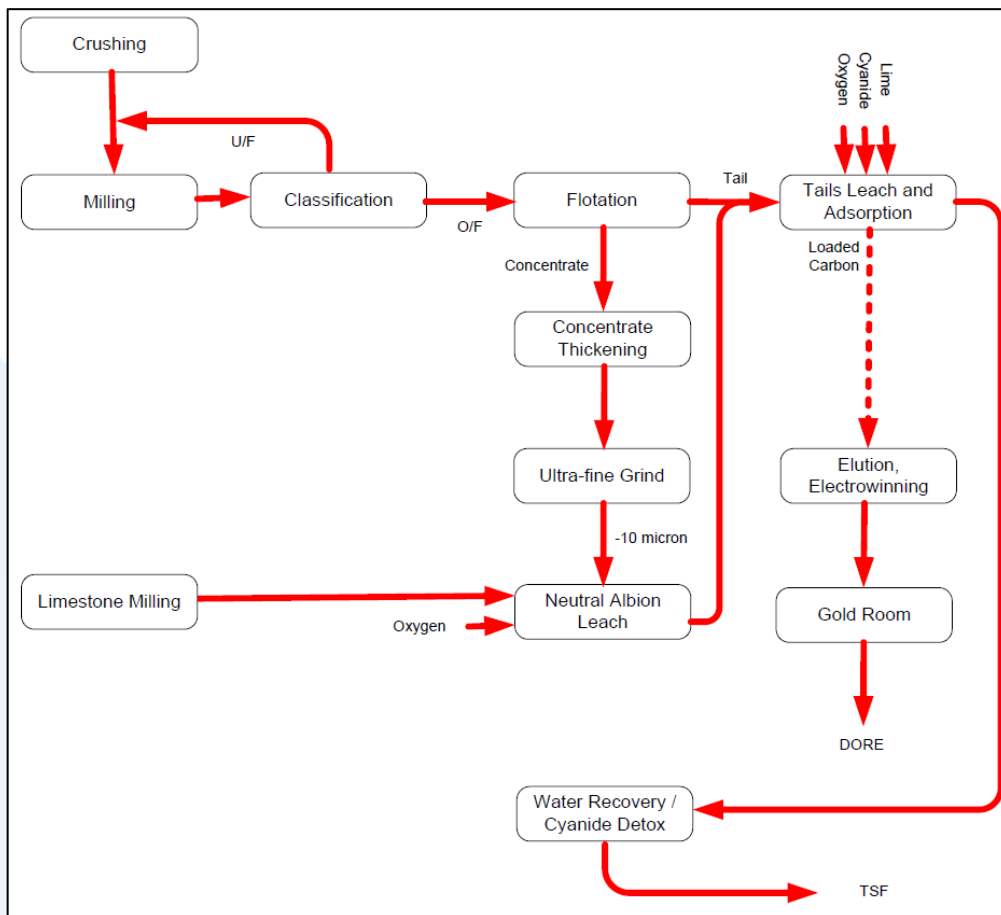 Crushing
Oxygen
Cyanide
Lime
U/F
Tail
Milling
Classification
Flotation
Tails Leach and
Adsorption
O/F
Loaded
Carbon
Concentrate
Concentrate
Thickening
Ultra-fine Grind
Elution,
Electrowinning
-10 micron
Limestone Milling
Neutral Albion
Leach
Oxygen
Gold Room
DORE
Water Recovery /
Cyanide Detox
TSF